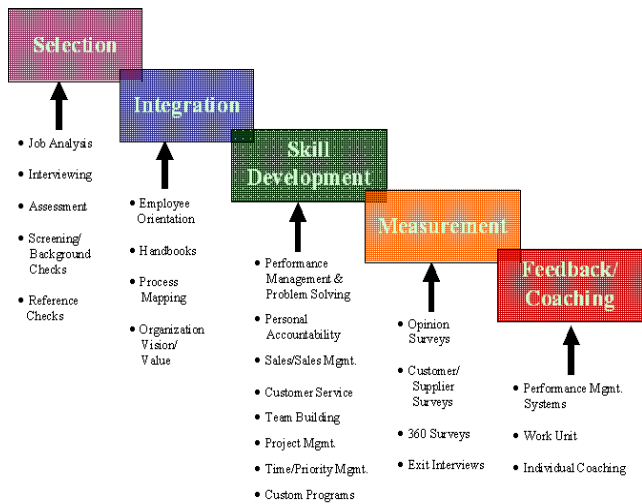 Selection
• Job Analysis
• Interviewing
• Assessment
• Screening/
Background
Checks
• Reference
Checks
Integration
• Employee
Orientation
• Handbooks
• Process
Mapping
• Organization
Vision/
Value
Skill
Development
• Performance
Management &
Problem Solving
• Personal
Accountability
• Sales/Sales Mgmt.
• Customer Service
• Team Building
• Project Mgmt.
• Time/Priority Mgmt.
• Custom Programs
Measurement
• Opinion
Surveys
• Customer/
Supplier
Surveys
• 360 Surveys
• Exit Interviews
Feedback/
Coaching
• Performance Mgmt.
Systems
• Work Unit
• Individual Coaching